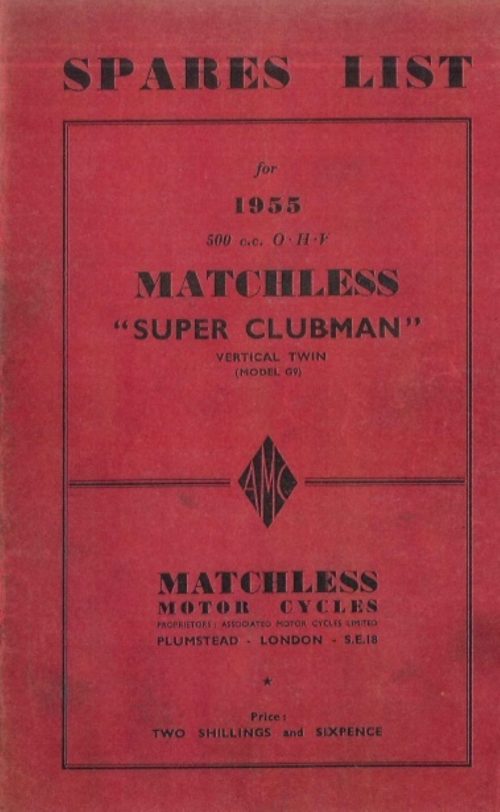 SPARES LIST
for
1955
500 c.c. O·H·V
MATCHLESS
“SUPER CLUBMAN”
VERTICAL TWIN
(MODEL G9)
AMC
MATCHLESS
MOTOR CYCLES
PROPRIETORS: ASSOCIATED MOTOR CYCLES LIMITED
PLUMSTEAD - LONDON - S.E.18
★
Price:
TWO SHILLINGS and SIXPENCE